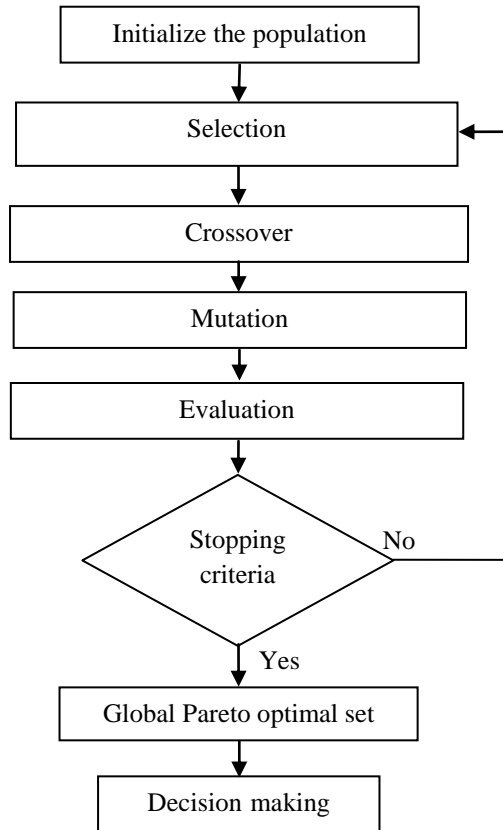 Initialize the population
Selection
Crossover
Mutation
Evaluation
Stopping
criteria
No
Yes
Global Pareto optimal set
Decision making